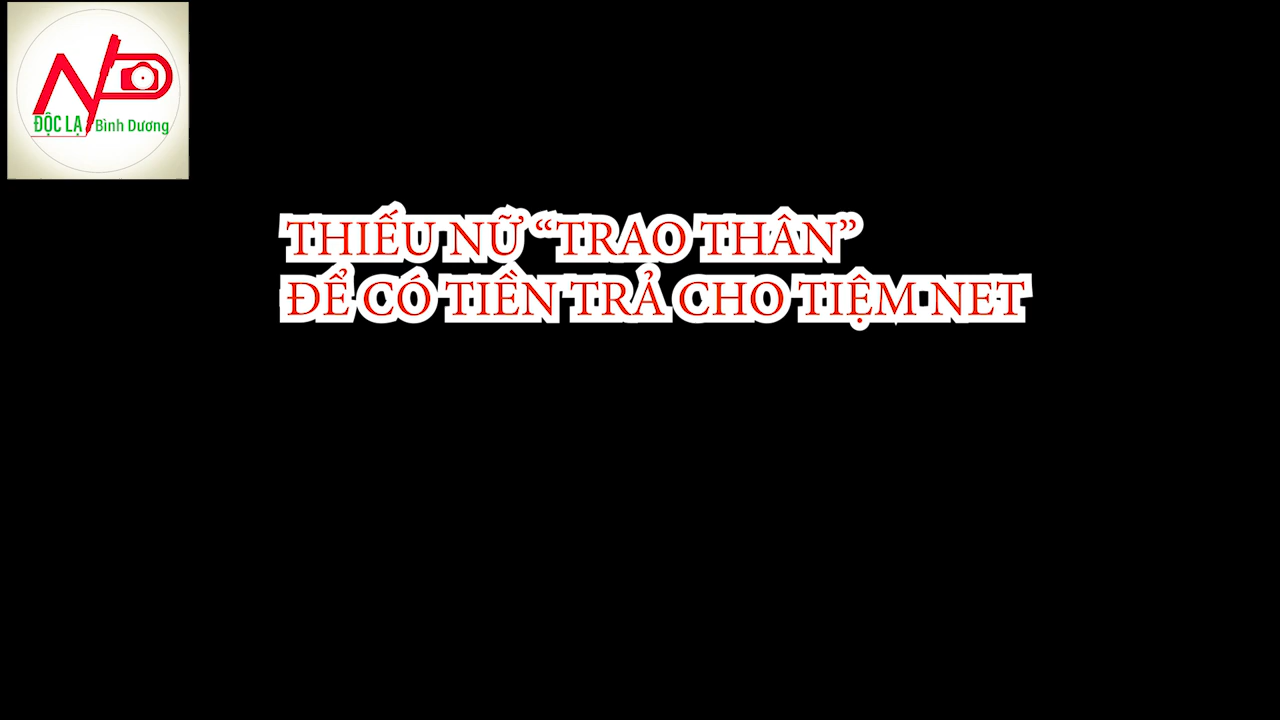 ĐỘC LẠ Bình Dương
THIẾU NỮ “TRAO THÂN”
ĐỂ CÓ TIỀN TRẢ CHO TIỆM NET